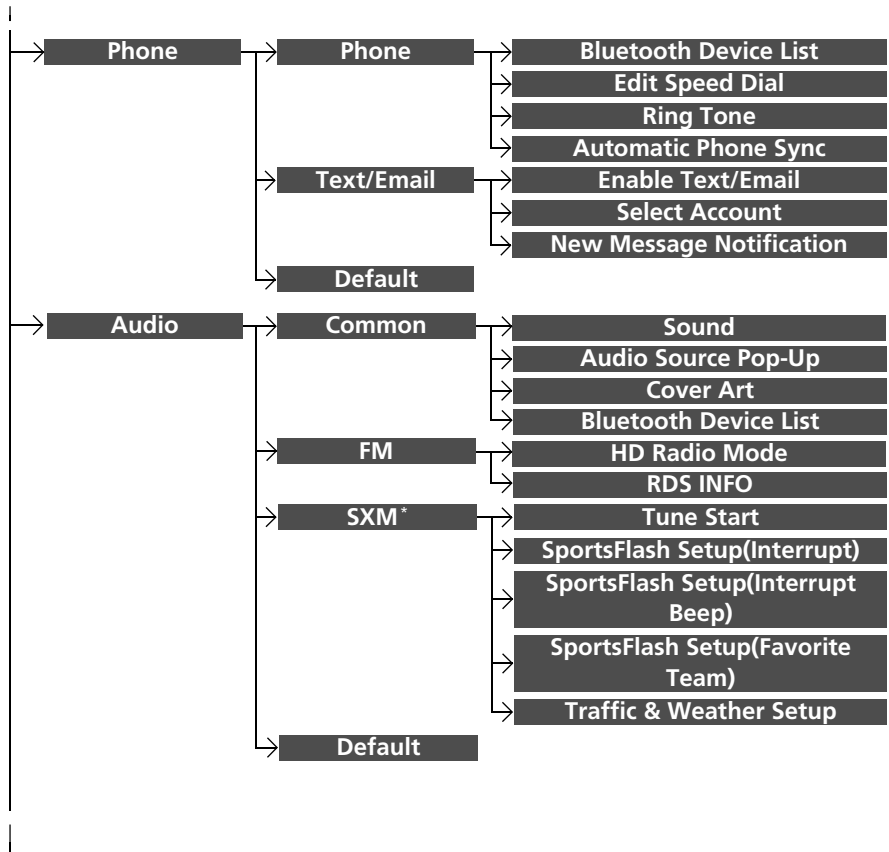 Phone
Phone
Bluetooth Device List
Edit Speed Dial
Ring Tone
Automatic Phone Sync
Text/Email
Enable Text/Email
Select Account
New Message Notification
Default
Audio
Common
Sound
Audio Source Pop-Up
Cover Art
Bluetooth Device List
FM
HD Radio Mode
RDS INFO
SXM*
Tune Start
SportsFlash Setup(Interrupt)
SportsFlash Setup(Interrupt
Beep)
SportsFlash Setup(Favorite
Team)
Traffic & Weather Setup
Default